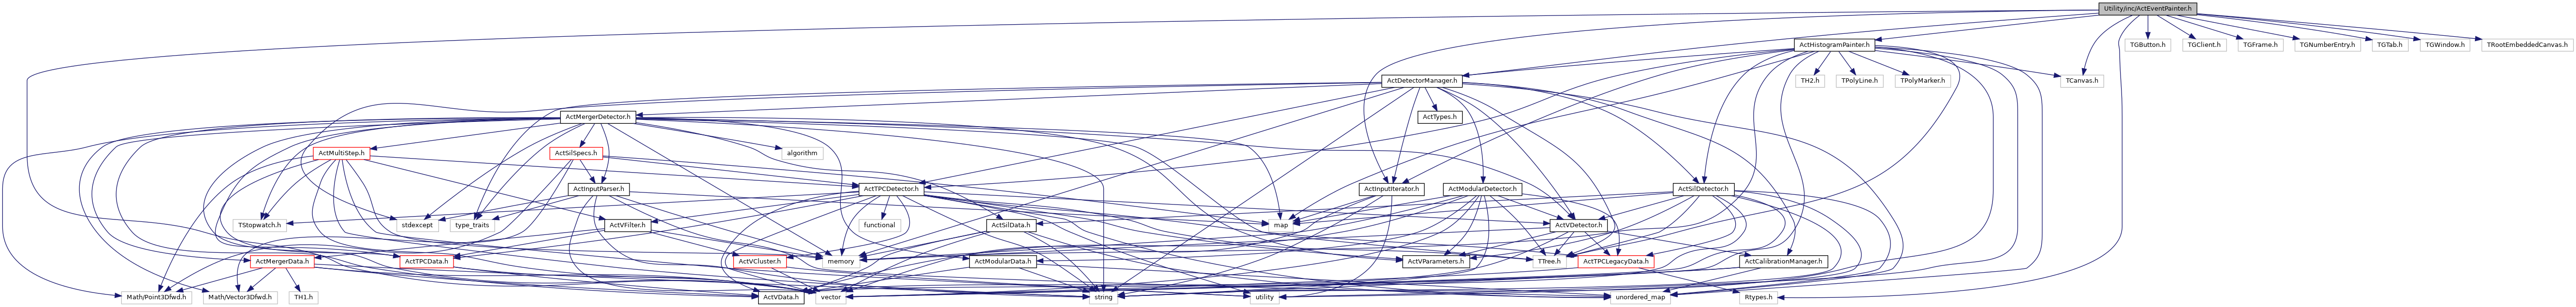 Utility/inc/ActEventPainter.h
ActHistogramPainter.h
TGButton.h
TGClient.h
TGFrame.h
TGNumberEntry.h
TGTab.h
TGWindow.h
TRootEmbeddedCanvas.h
ActDetectorManager.h
TH2.h
TPolyLine.h
TPolyMarker.h
TCanvas.h
ActMergerDetector.h
ActTypes.h
ActMultiStep.h
ActSilSpecs.h
algorithm
ActInputParser.h
ActTPCDetector.h
ActInputIterator.h
ActModularDetector.h
ActSilDetector.h
TStopwatch.h
stdexcept
type_traits
ActVFilter.h
functional
ActSilData.h
map
ActVDetector.h
ActMergerData.h
ActTPCData.h
ActVCluster.h
memory
ActModularData.h
ActVParameters.h
TTree.h
ActTPCLegacyData.h
ActCalibrationManager.h
Math/Point3Dfwd.h
Math/Vector3Dfwd.h
TH1.h
ActVData.h
vector
string
utility
unordered_map
Rtypes.h